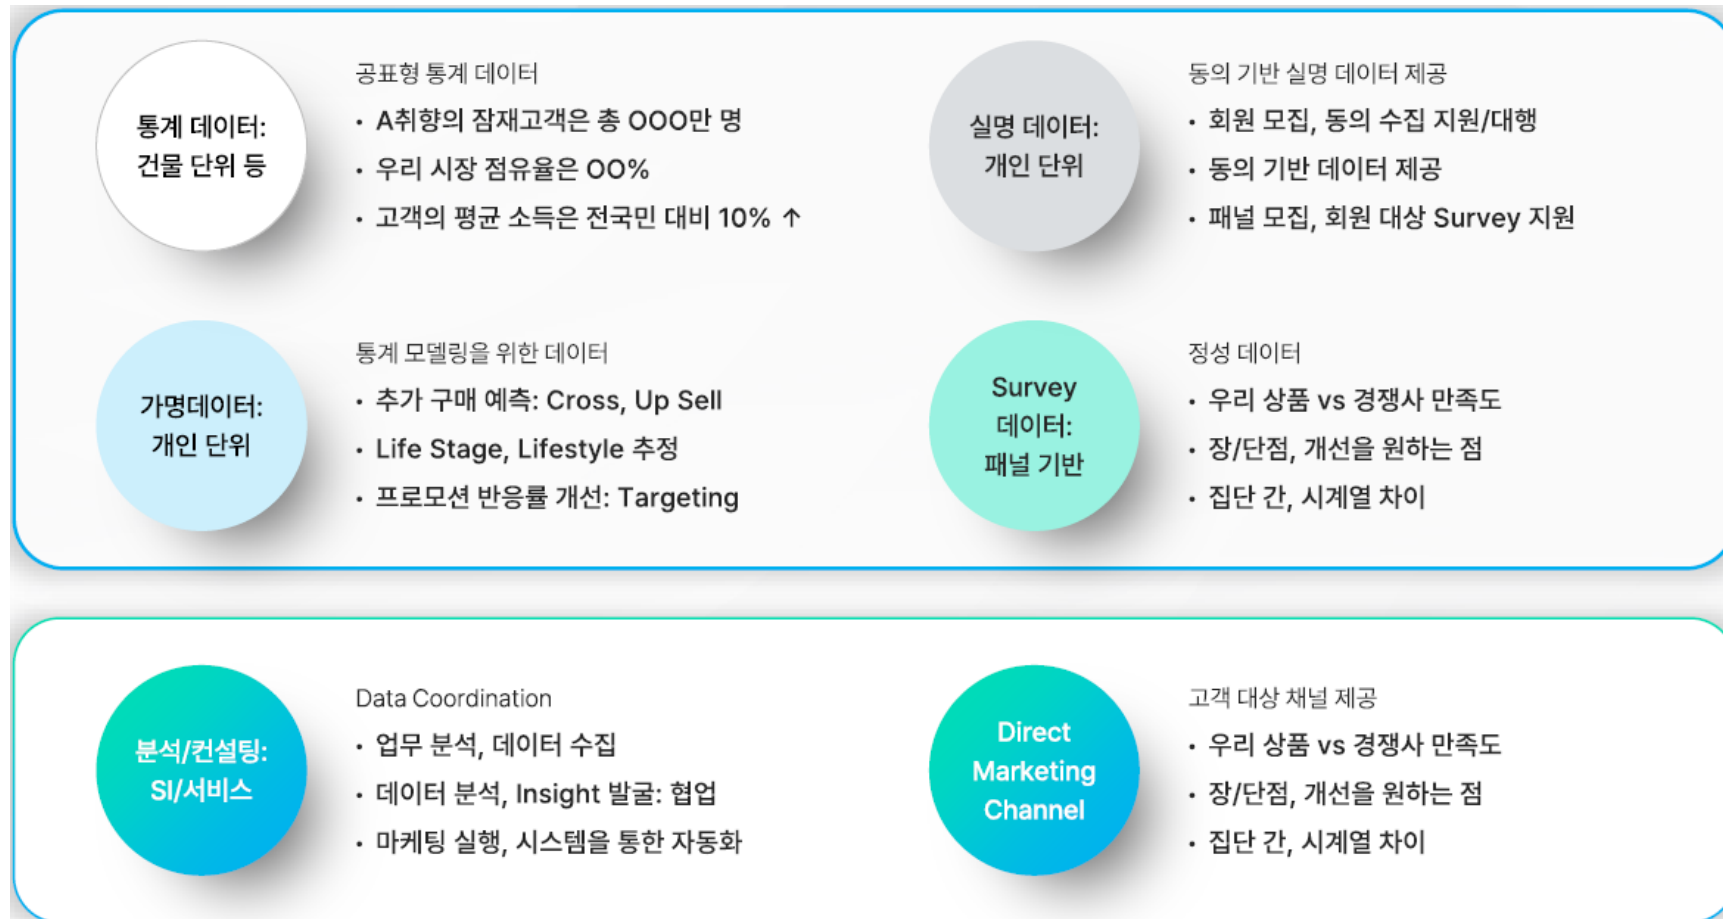 통계 데이터:
건물 단위 등
공표형 통계 데이터
• A취향의 잠재고객은 총 OOO만 명
• 우리 시장 점유율은 OO%
• 고객의 평균 소득은 전국민 대비 10% ↑
실명 데이터:
개인 단위
동의 기반 실명 데이터 제공
• 회원 모집, 동의 수집 지원/대행
• 동의 기반 데이터 제공
• 패널 모집, 회원 대상 Survey 지원
가명데이터:
개인 단위
통계 모델링을 위한 데이터
• 추가 구매 예측: Cross, Up Sell
• Life Stage, Lifestyle 추정
• 프로모션 반응률 개선: Targeting
Survey
데이터:
패널 기반
정성 데이터
• 우리 상품 vs 경쟁사 만족도
• 장/단점, 개선을 원하는 점
• 집단 간, 시계열 차이
분석/컨설팅:
SI/서비스
Data Coordination
• 업무 분석, 데이터 수집
• 데이터 분석, Insight 발굴: 협업
• 마케팅 실행, 시스템을 통한 자동화
Direct
Marketing
Channel
고객 대상 채널 제공
• 우리 상품 vs 경쟁사 만족도
• 장/단점, 개선을 원하는 점
• 집단 간, 시계열 차이